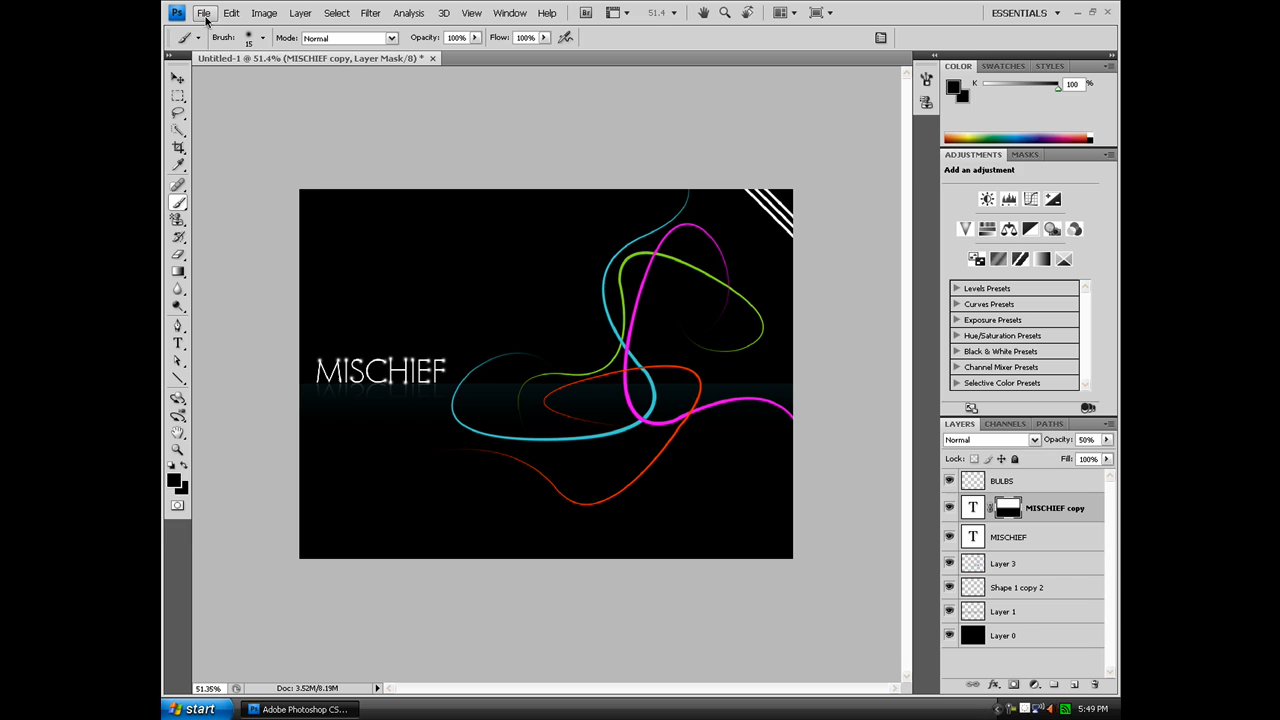 Ps File Edit Image Layer Select Filter Analysis 3D View Window Help Br 51.4 ESSENTIALS
Brush: 15 Mode: Normal Opacity: 100% Flow: 100%
Untitled-1 @ 51.4% (MISCHIEF copy, Layer Mask/8) *
COLOR SWATCHES STYLES
K 100 %
ADJUSTMENTS MASKS
Add an adjustment
Levels Presets
Curves Presets
Exposure Presets
Hue/Saturation Presets
Black & White Presets
Channel Mixer Presets
Selective Color Presets
MISCHIEF
LAYERS CHANNELS PATHS
Normal Opacity: 50%
Lock: Fill: 100%
BULBS
T MISCHIEF copy
T MISCHIEF
Layer 3
Shape 1 copy 2
Layer 1
Layer 0
51.35% Doc: 3.52M/8.19M
start Ps Adobe Photoshop CS... 5:49 PM